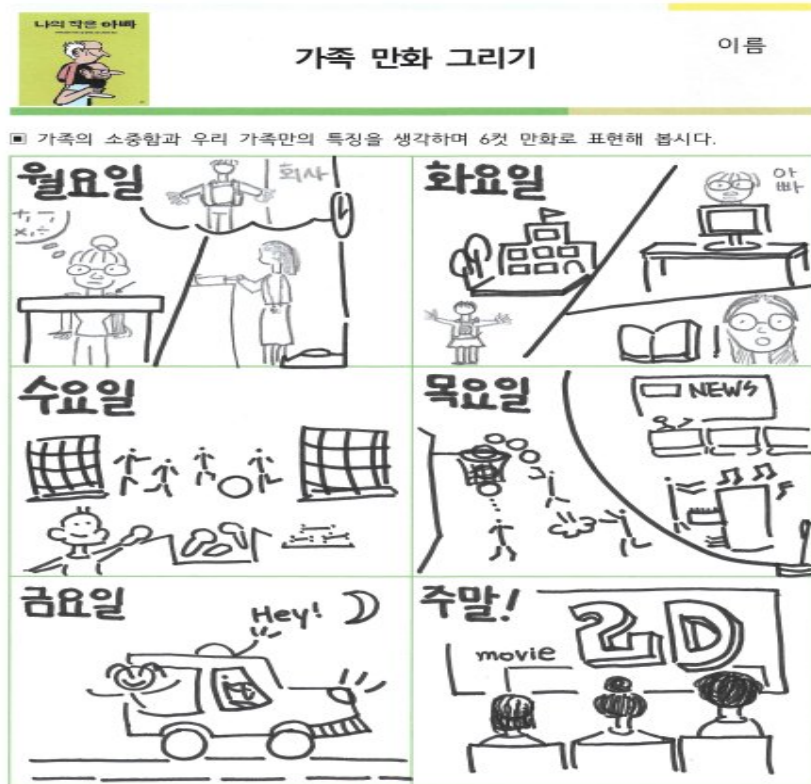 나의 작은 아빠
가족 만화 그리기
이름
▣ 가족의 소중함과 우리 가족만의 특징을 생각하며 6컷 만화로 표현해 봅시다.
월요일
회사
+, -,
×, ÷
화요일
아빠
수요일
목요일
NEWS
금요일
Hey!
주말!
movie
2D